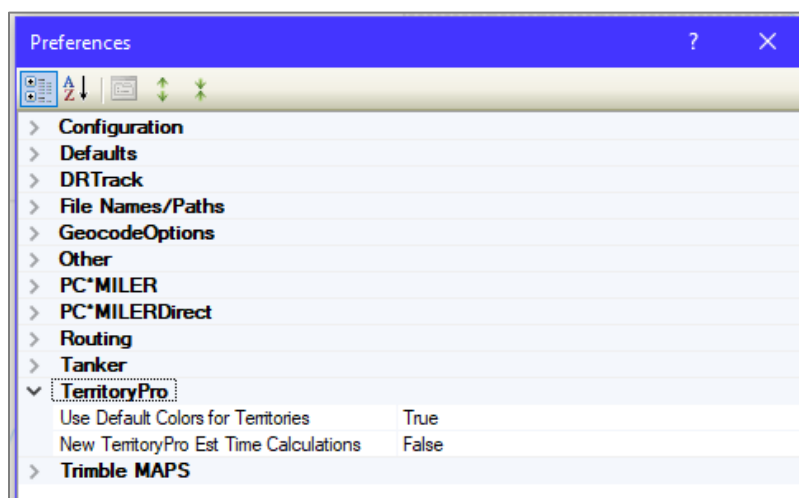 Preferences ?
A Z
Configuration
Defaults
DRTrack
File Names/Paths
GeocodeOptions
Other
PC*MILER
PC*MILERDirect
Routing
Tanker
TerritoryPro
Use Default Colors for Territories True
New TerritoryPro Est Time Calculations False
Trimble MAPS